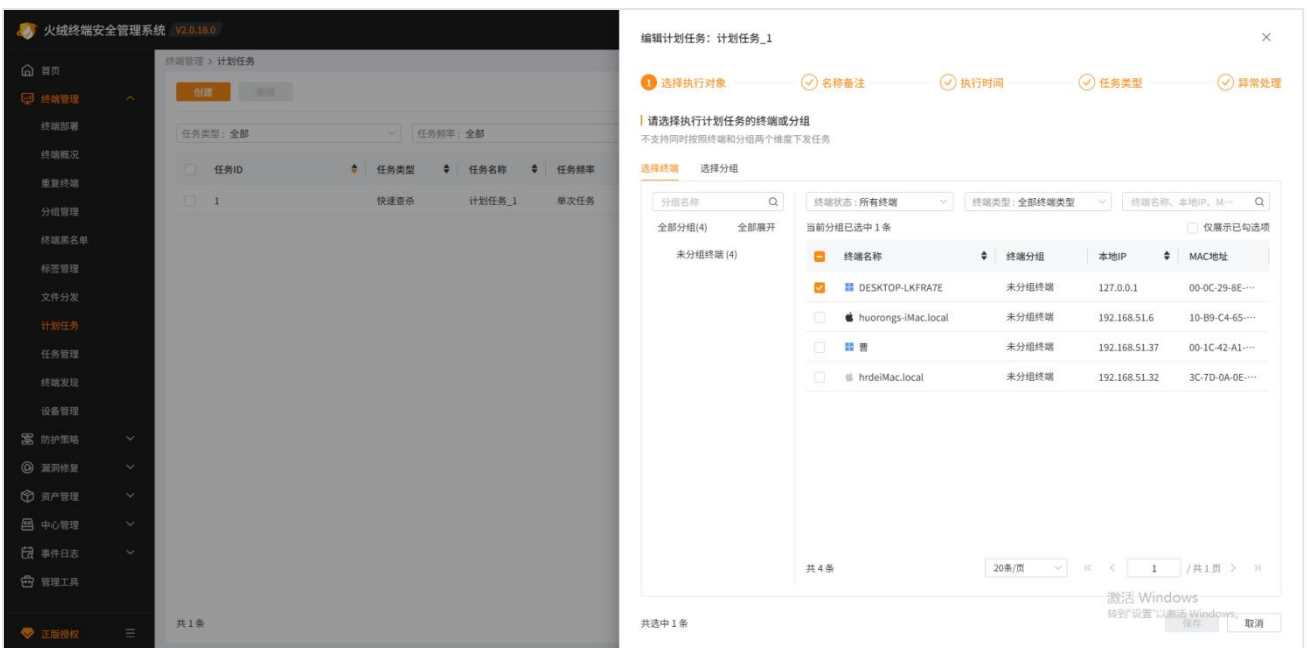 火绒终端安全管理系统 V2.0.18.0
首页
终端管理
终端部署
终端概况
重复终端
分组管理
终端黑名单
标签管理
文件分发
计划任务
任务管理
终端发现
设备管理
防护策略
漏洞修复
资产管理
中心管理
事件日志
管理工具
正版授权
终端管理 > 计划任务
创建 删除
任务类型：全部 任务频率：全部
任务ID 任务类型 任务名称 任务频率
1 快速查杀 计划任务_1 单次任务
共 1 条
编辑计划任务：计划任务_1
1 选择执行对象 名称备注 执行时间 任务类型 异常处理
请选择执行计划任务的终端或分组
不支持同时按照终端和分组两个维度下发任务
选择终端 选择分组
分组名称
全部分组(4) 全部展开
未分组终端 (4)
终端状态 : 所有终端 终端类型 : 全部终端类型 终端名称、本地IP、M…
当前分组已选中 1 条 仅展示已勾选项
终端名称 终端分组 本地IP MAC地址
DESKTOP-LKFRA7E 未分组终端 127.0.0.1 00-0C-29-8E-…
huorongs-iMac.local 未分组终端 192.168.51.6 10-B9-C4-65-…
曹 未分组终端 192.168.51.37 00-1C-42-A1-…
hrdeiMac.local 未分组终端 192.168.51.32 3C-7D-0A-0E-…
共 4 条 20条/页 1 / 共 1 页
激活 Windows
转到"设置"以激活 Windows。
共选中 1 条 保存 取消